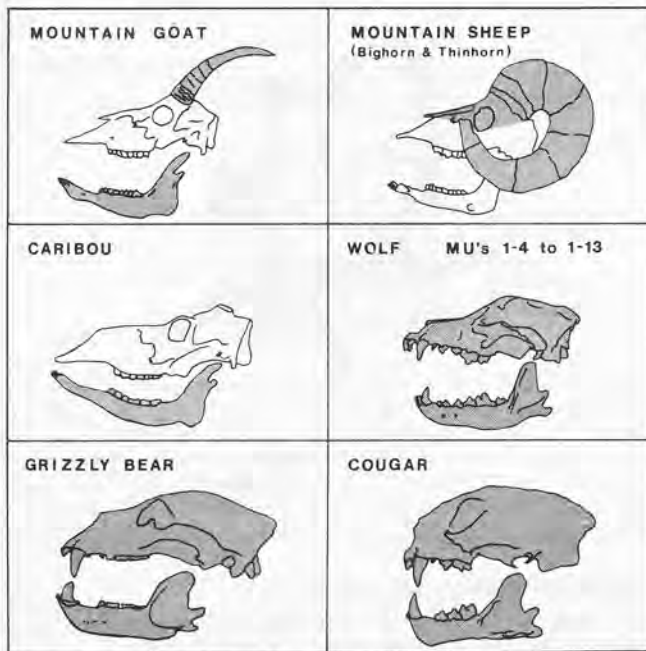 MOUNTAIN GOAT
MOUNTAIN SHEEP
(Bighorn & Thinhorn)
CARIBOU
WOLF MU's 1-4 to 1-13
GRIZZLY BEAR
COUGAR